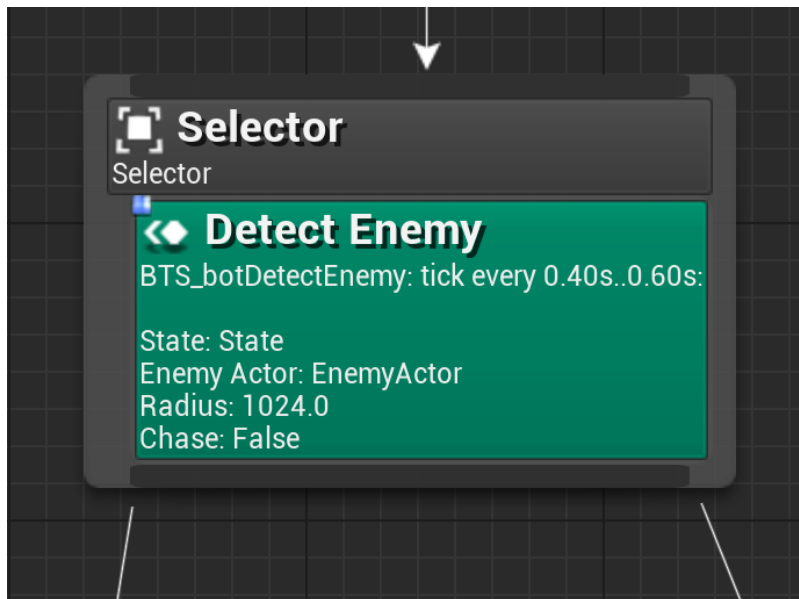 Selector
Selector
Detect Enemy
BTS_botDetectEnemy: tick every 0.40s..0.60s:
State: State
Enemy Actor: EnemyActor
Radius: 1024.0
Chase: False